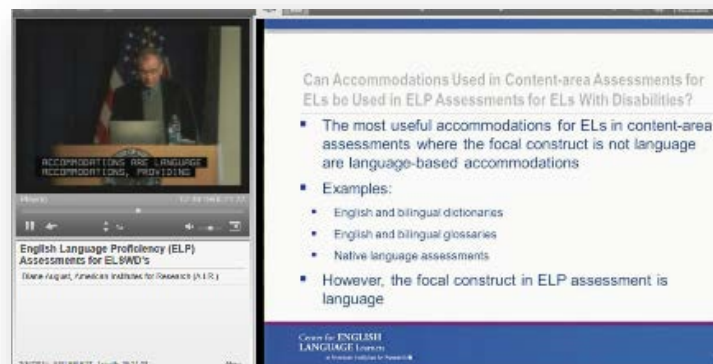 ACCOMMODATIONS ARE LANGUAGE
ACCOMMODATIONS, PROVIDING
English Language Proficiency (ELP)
Assessments for ELSWD's
Diane August, American Institutes for Research (A.I.R.)
Can Accommodations Used in Content-area Assessments for
ELs be Used in ELP Assessments for ELs With Disabilities?
The most useful accommodations for ELs in content-area
assessments where the focal construct is not language
are language-based accommodations
Examples:
English and bilingual dictionaries
English and bilingual glossaries
Native language assessments
However, the focal construct in ELP assessment is
language
Center for ENGLISH
LANGUAGE Learners